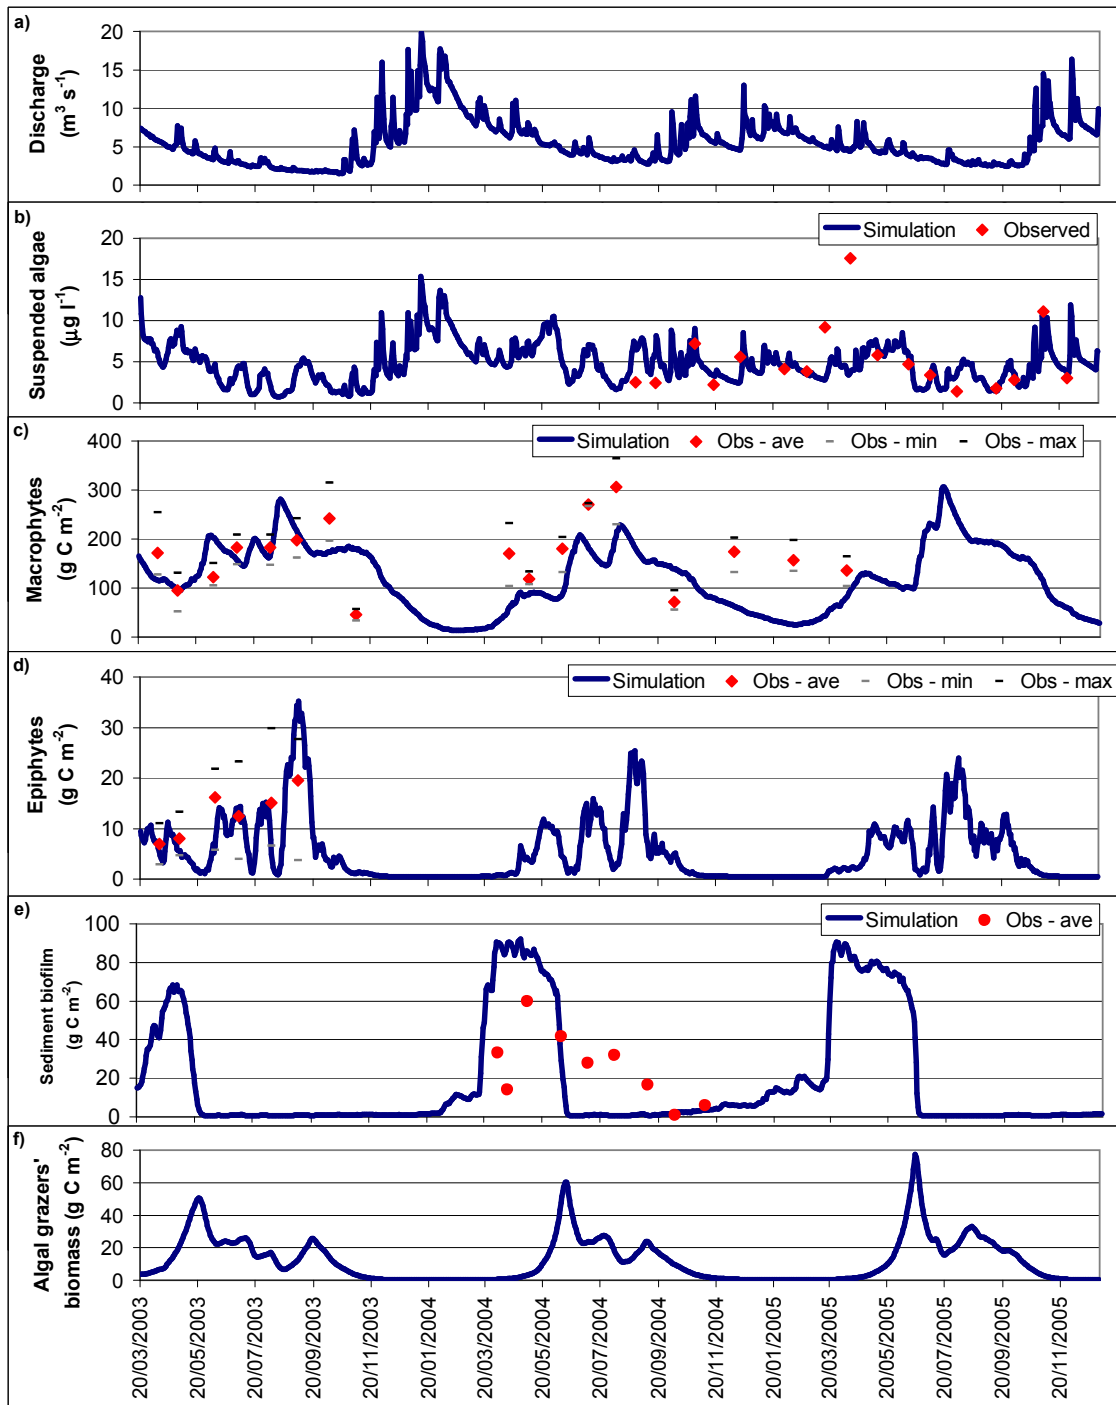 a)
Discharge
(m³ s⁻¹)
20
15
10
5
0
b)
Simulation Observed
Suspended algae
(µg l⁻¹)
20
15
10
5
0
c)
Simulation Obs - ave Obs - min Obs - max
Macrophytes
(g C m⁻²)
400
300
200
100
0
d)
Simulation Obs - ave Obs - min Obs - max
Epiphytes
(g C m⁻²)
40
30
20
10
0
e)
Simulation Obs - ave
Sediment biofilm
(g C m⁻²)
100
80
60
40
20
0
f)
Algal grazers'
biomass (g C m⁻²)
80
60
40
20
0
20/03/2003
20/05/2003
20/07/2003
20/09/2003
20/11/2003
20/01/2004
20/03/2004
20/05/2004
20/07/2004
20/09/2004
20/11/2004
20/01/2005
20/03/2005
20/05/2005
20/07/2005
20/09/2005
20/11/2005